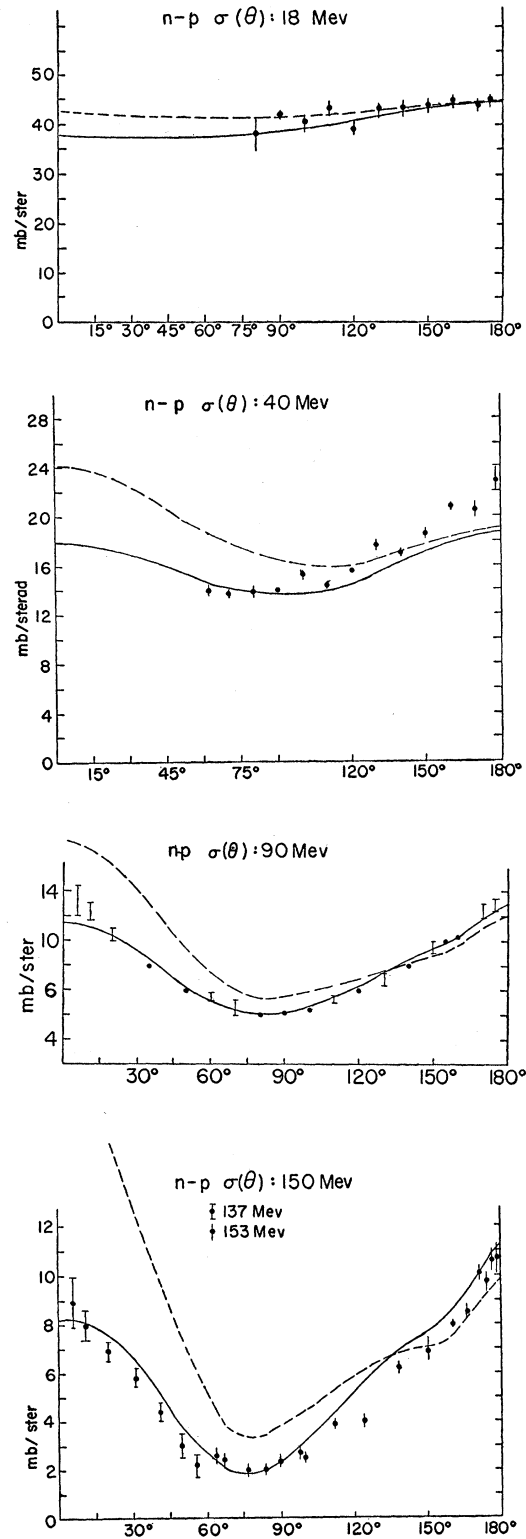 n-p σ(θ):18 Mev
50
40
30
20
10
0
mb/ster
15° 30° 45° 60° 75° 90° 120° 150° 180°
n-p σ(θ):40 Mev
28
24
20
16
12
8
4
0
mb/sterad
15° 45° 75° 120° 150° 180°
n-p σ(θ):90 Mev
14
10
6
4
mb/ster
30° 60° 90° 120° 150° 180°
n-p σ(θ):150 Mev
137 Mev
153 Mev
12
10
8
6
4
2
0
mb/ster
30° 60° 90° 120° 150° 180°